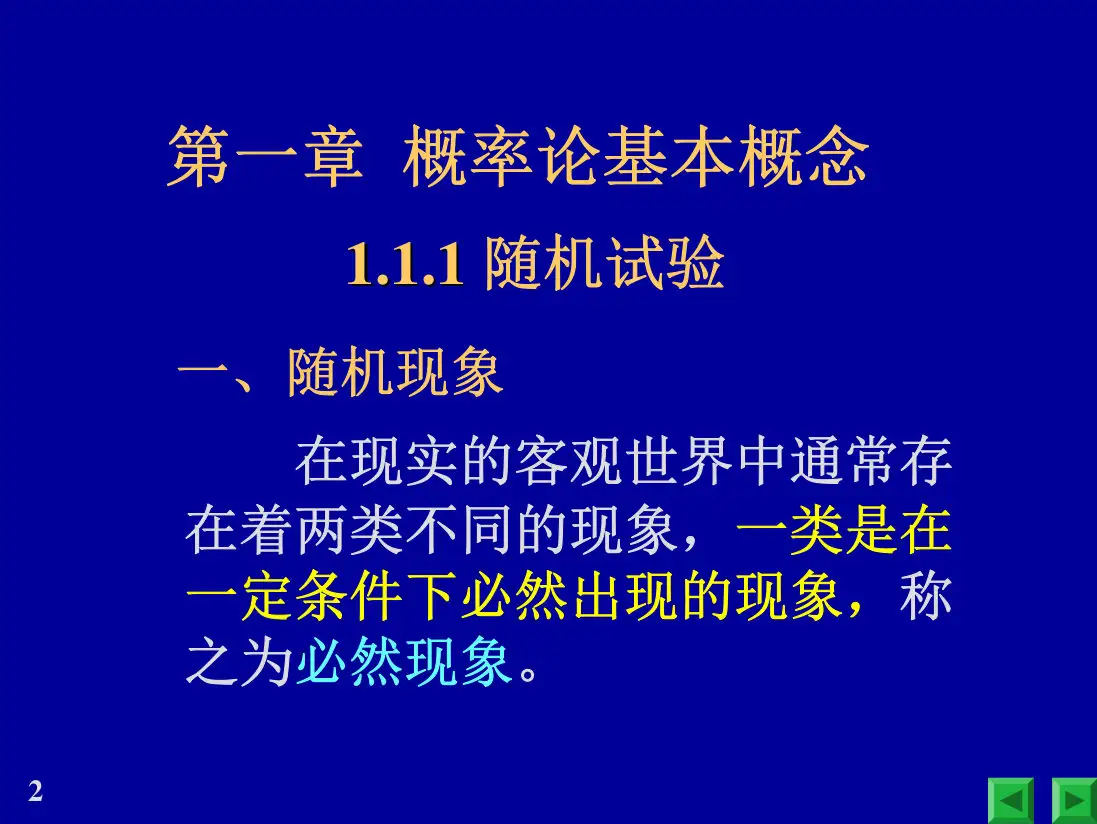 第一章 概率论基本概念
1.1.1 随机试验
一、随机现象
在现实的客观世界中通常存
在着两类不同的现象，一类是在
一定条件下必然出现的现象，称
之为必然现象。
2